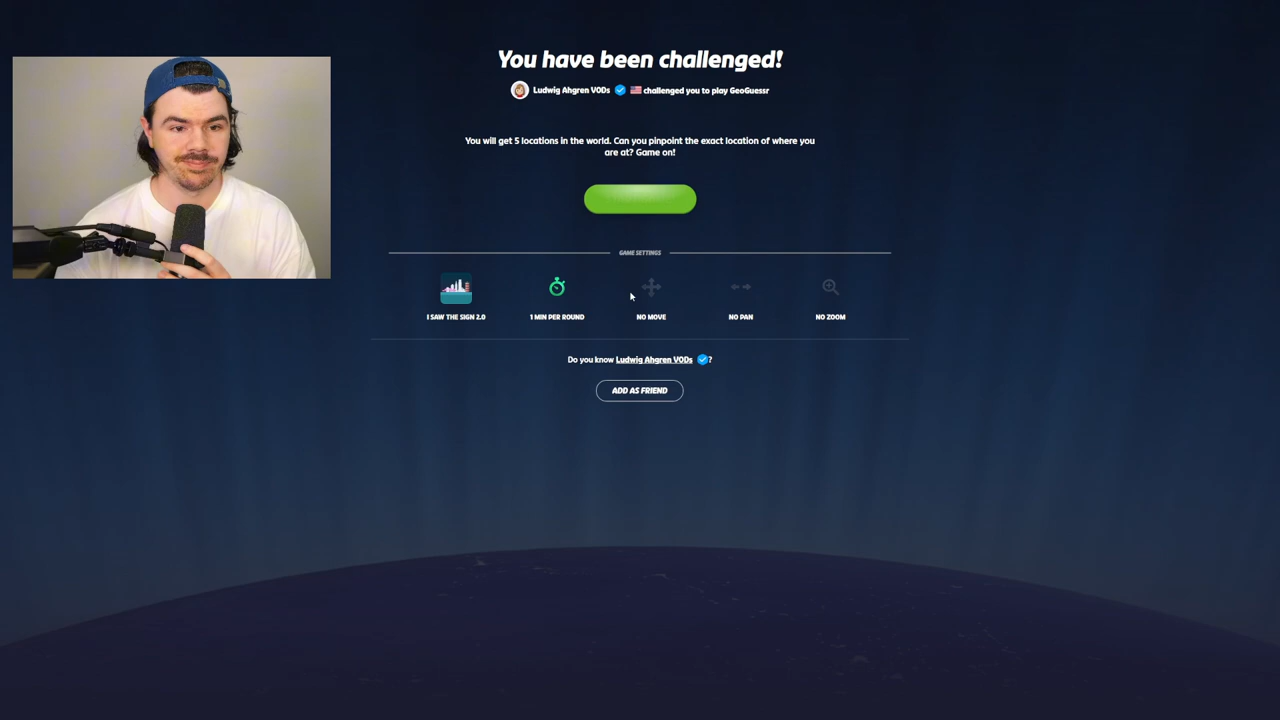 You have been challenged!
Ludwig Ahgren VODs challenged you to play GeoGuessr
You will get 5 locations in the world. Can you pinpoint the exact location of where you
are at? Game on!
GAME SETTINGS
I SAW THE SIGN 2.0
1 MIN PER ROUND
NO MOVE
NO PAN
NO ZOOM
Do you know Ludwig Ahgren VODs ?
ADD AS FRIEND